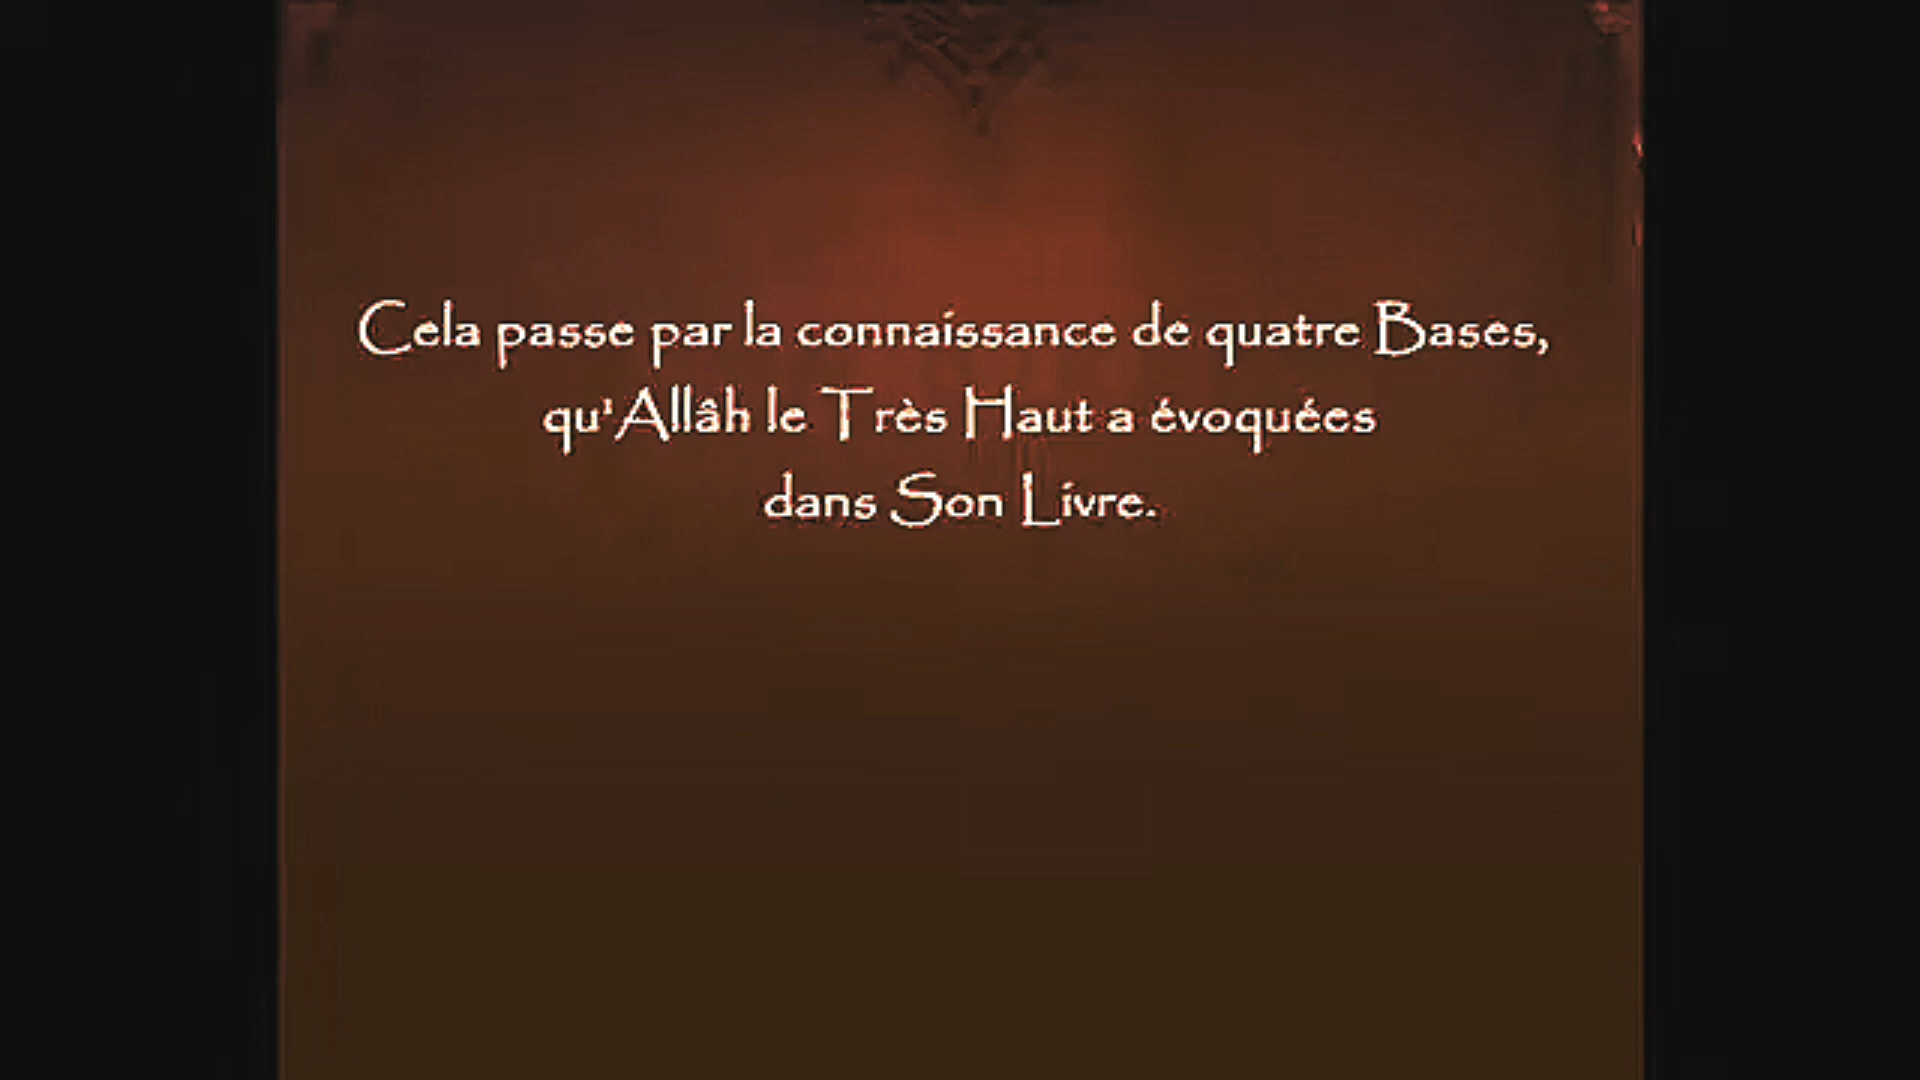 Cela passe par la connaissance de quatre Bases,
qu'Allâh le Très Haut a évoquées
dans Son Livre.